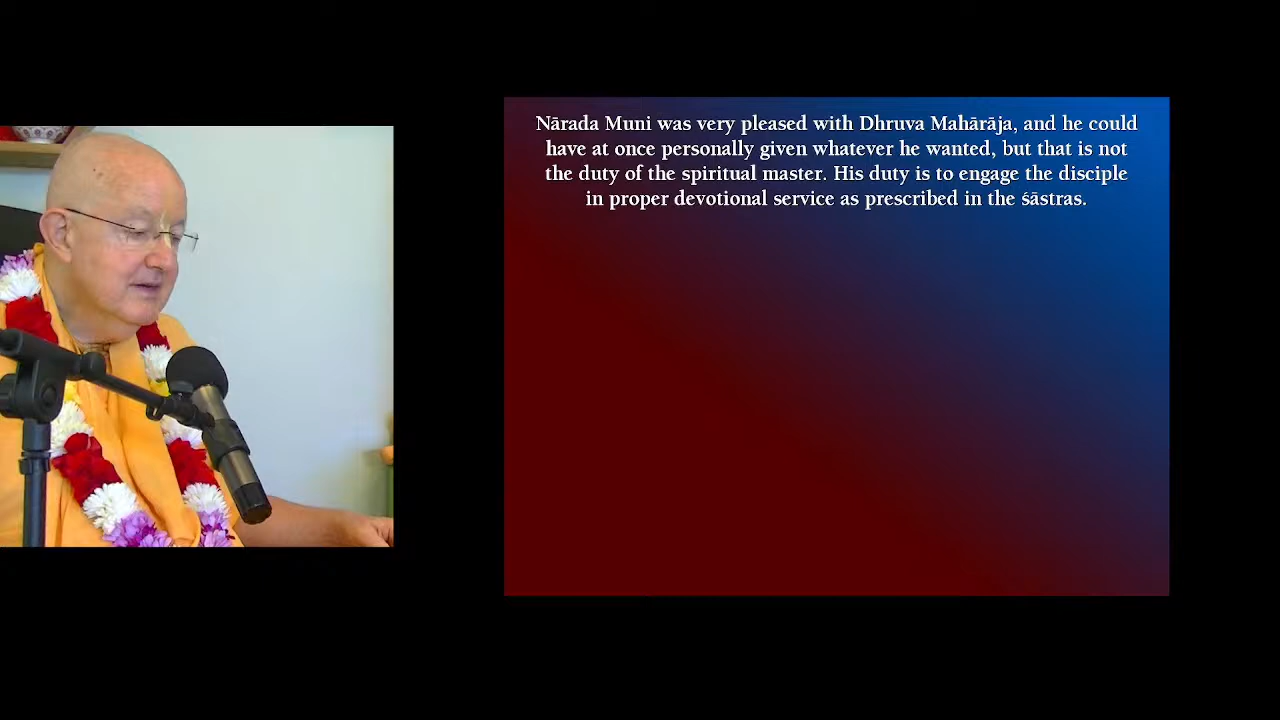 Nārada Muni was very pleased with Dhruva Mahārāja, and he could
have at once personally given whatever he wanted, but that is not
the duty of the spiritual master. His duty is to engage the disciple
in proper devotional service as prescribed in the śāstras.